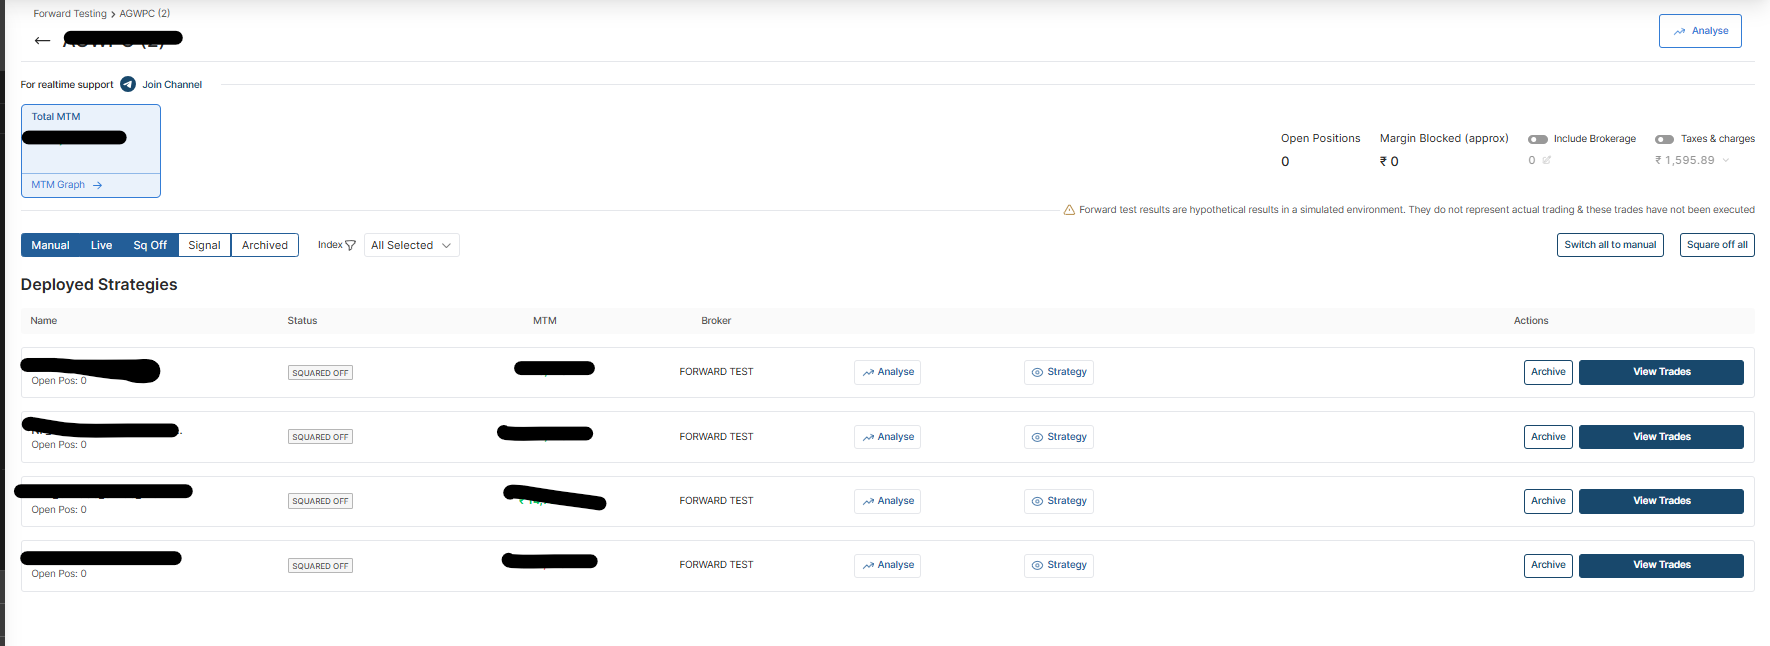 Forward Testing > AGWPC (2)
Analyse
For realtime support Join Channel
Total MTM
MTM Graph →
Open Positions Margin Blocked (approx) Include Brokerage Taxes & charges
0 ₹ 0 0 ₹ 1,595.89
Forward test results are hypothetical results in a simulated environment. They do not represent actual trading & these trades have not been executed
Manual Live Sq Off Signal Archived Index All Selected Switch all to manual Square off all
Deployed Strategies
Name Status MTM Broker Actions
SQUARED OFF FORWARD TEST Analyse Strategy Archive View Trades
Open Pos: 0
SQUARED OFF FORWARD TEST Analyse Strategy Archive View Trades
Open Pos: 0
SQUARED OFF FORWARD TEST Analyse Strategy Archive View Trades
Open Pos: 0
SQUARED OFF FORWARD TEST Analyse Strategy Archive View Trades
Open Pos: 0